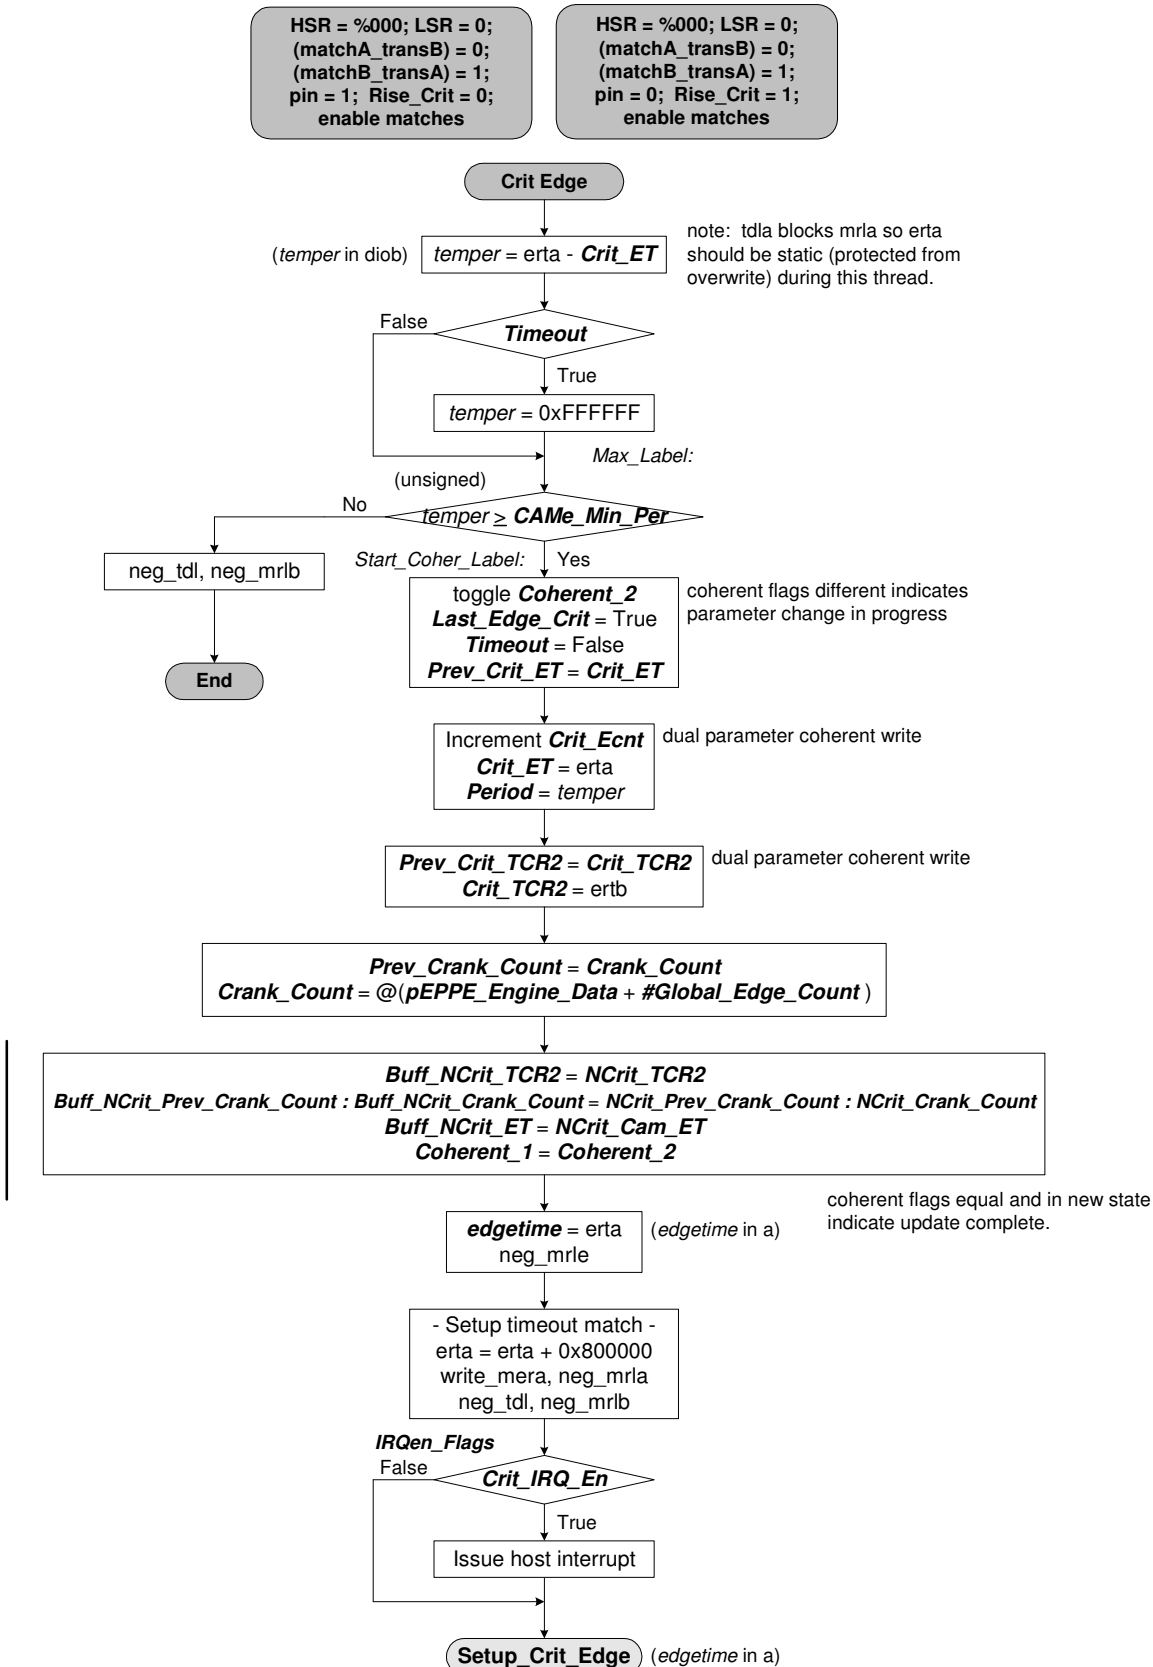 HSR = %000; LSR = 0;
(matchA_transB) = 0;
(matchB_transA) = 1;
pin = 1; Rise_Crit = 0;
enable matches
HSR = %000; LSR = 0;
(matchA_transB) = 0;
(matchB_transA) = 1;
pin = 0; Rise_Crit = 1;
enable matches
Crit Edge
(temper in diob)
temper = erta - Crit_ET
note: tdla blocks mrla so erta
should be static (protected from
overwrite) during this thread.
False
Timeout
True
temper = 0xFFFFFF
Max_Label:
(unsigned)
No
temper ≥ CAMe_Min_Per
neg_tdl, neg_mrlb
End
Start_Coher_Label:
Yes
toggle Coherent_2
Last_Edge_Crit = True
Timeout = False
Prev_Crit_ET = Crit_ET
coherent flags different indicates
parameter change in progress
Increment Crit_Ecnt
Crit_ET = erta
Period = temper
dual parameter coherent write
Prev_Crit_TCR2 = Crit_TCR2
Crit_TCR2 = ertb
dual parameter coherent write
Prev_Crank_Count = Crank_Count
Crank_Count = @(pEPPE_Engine_Data + #Global_Edge_Count )
Buff_NCrit_TCR2 = NCrit_TCR2
Buff_NCrit_Prev_Crank_Count : Buff_NCrit_Crank_Count = NCrit_Prev_Crank_Count : NCrit_Crank_Count
Buff_NCrit_ET = NCrit_Cam_ET
Coherent_1 = Coherent_2
coherent flags equal and in new state
indicate update complete.
edgetime = erta
neg_mrle
(edgetime in a)
- Setup timeout match -
erta = erta + 0x800000
write_mera, neg_mrla
neg_tdl, neg_mrlb
IRQen_Flags
False
Crit_IRQ_En
True
Issue host interrupt
Setup_Crit_Edge
(edgetime in a)